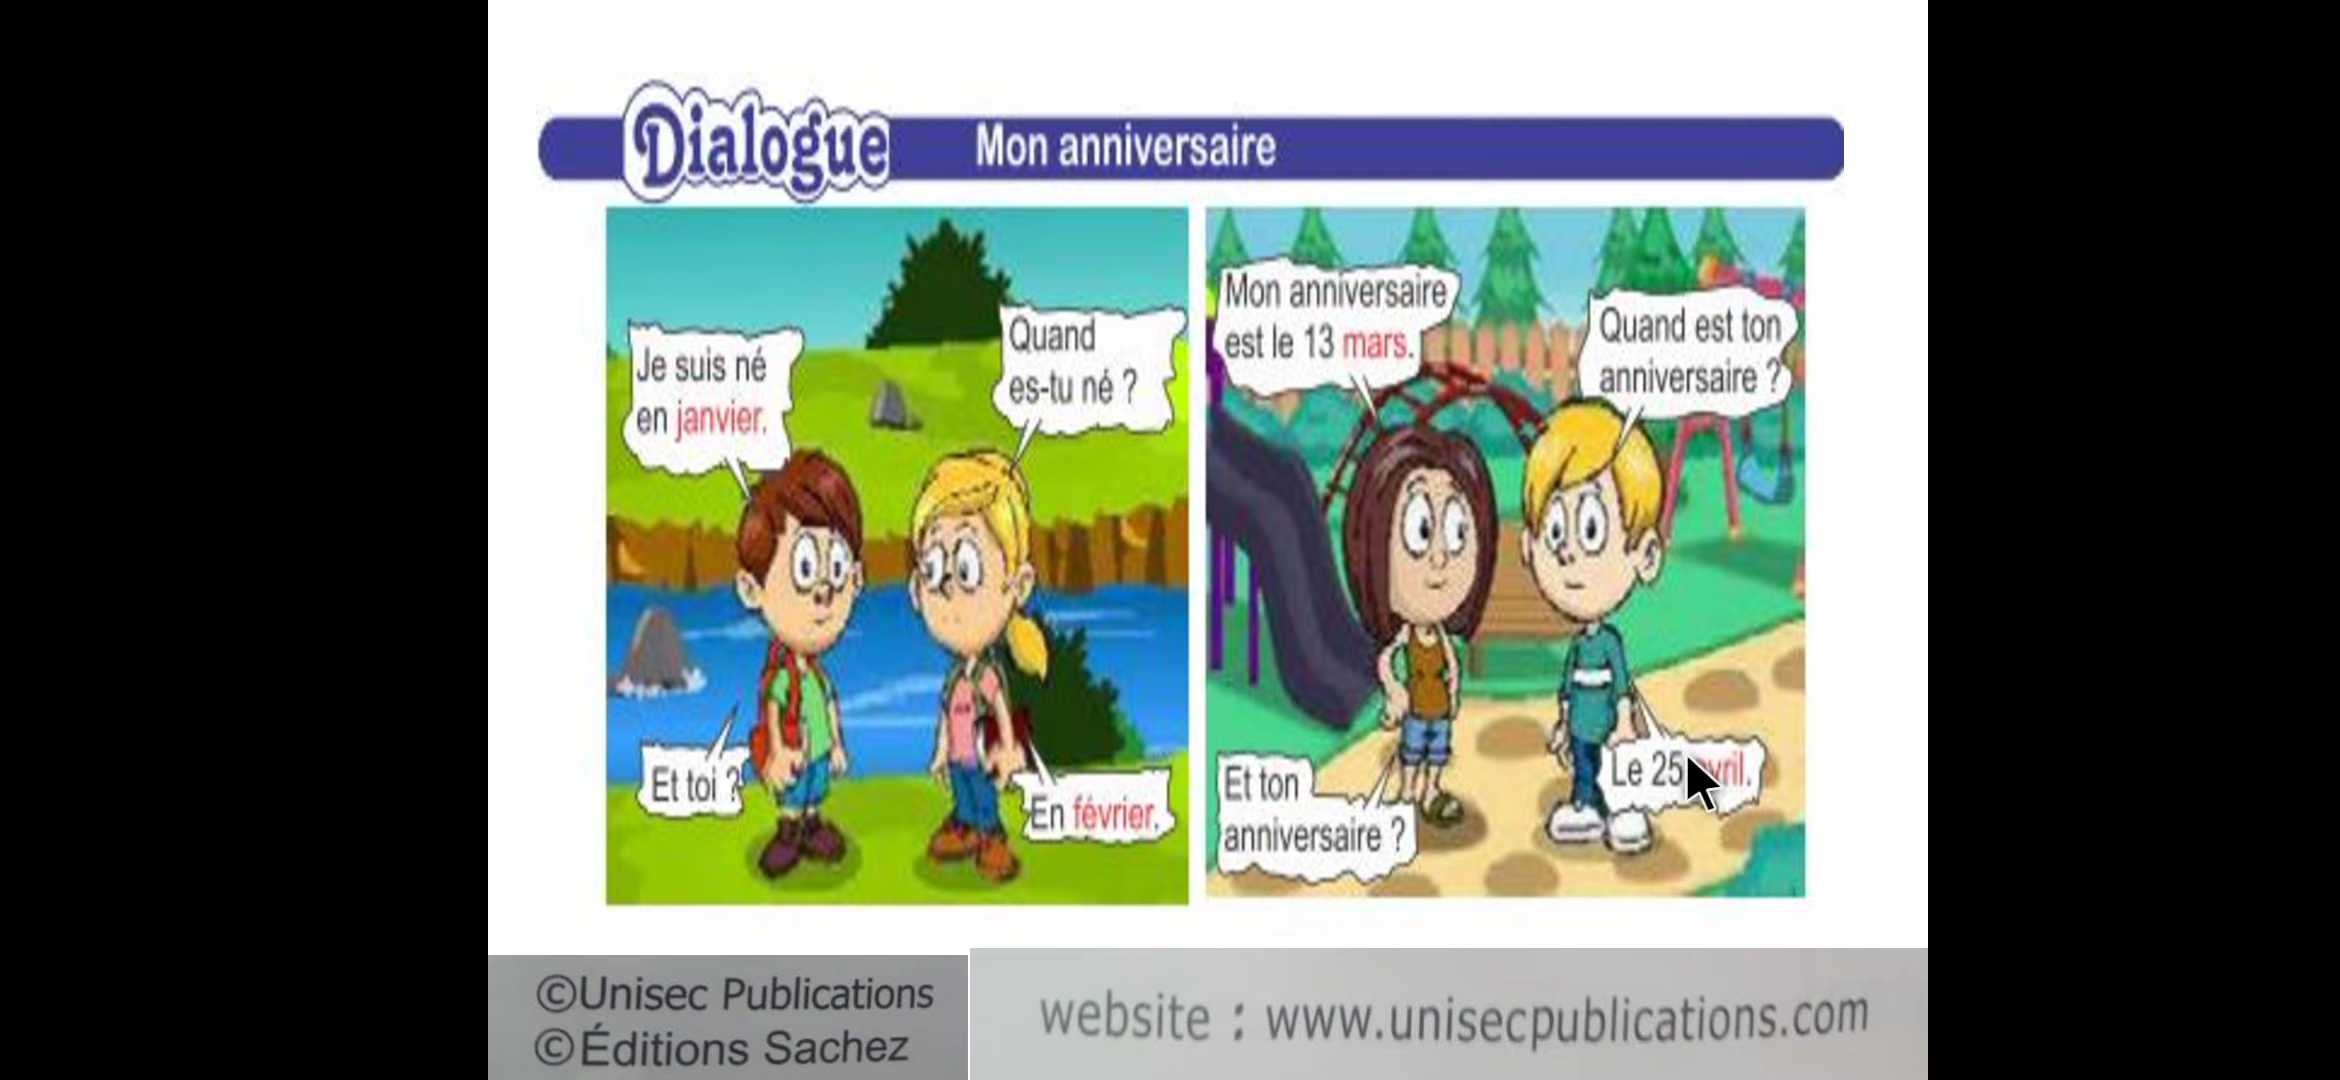 Dialogue Mon anniversaire
Je suis né
en janvier.
Quand
es-tu né ?
Et toi ?
En février.
Mon anniversaire
est le 13 mars.
Quand est ton
anniversaire ?
Et ton
anniversaire ?
Le 25
©Unisec Publications
©Éditions Sachez
website : www.unisecpublications.com